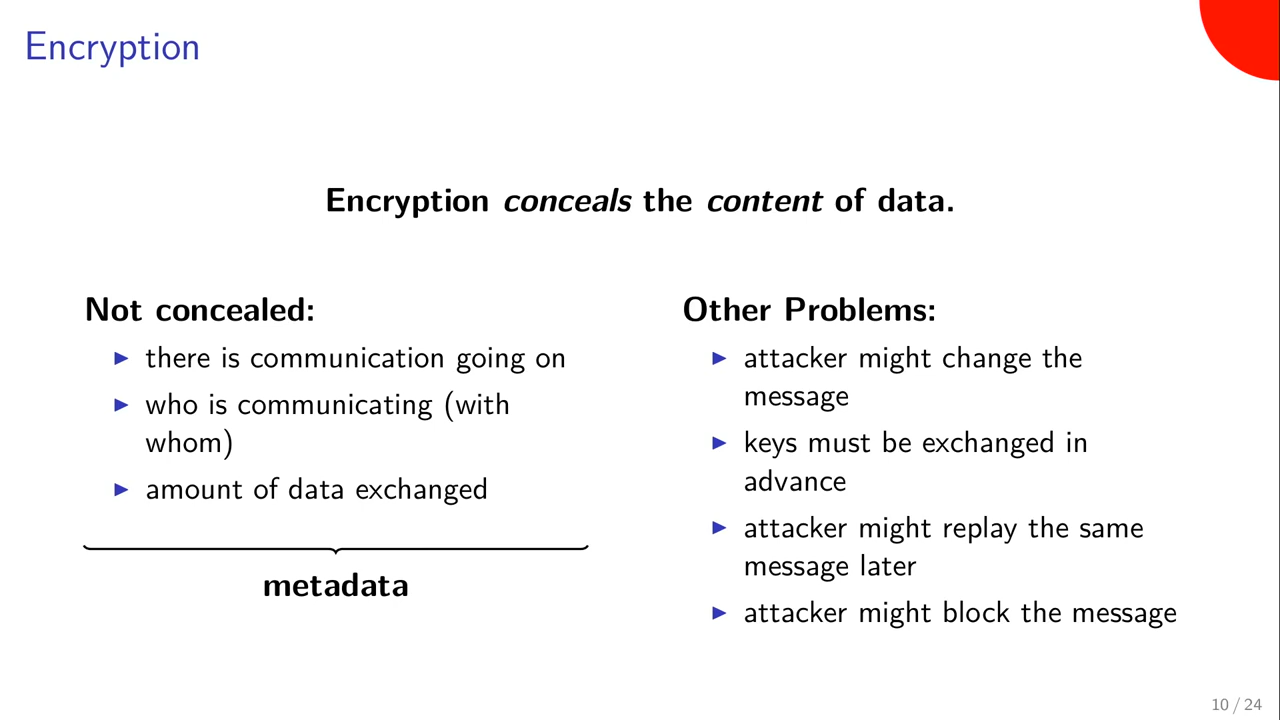 Encryption
Encryption conceals the content of data.
Not concealed:
▶ there is communication going on
▶ who is communicating (with
whom)
▶ amount of data exchanged
metadata
Other Problems:
▶ attacker might change the
message
▶ keys must be exchanged in
advance
▶ attacker might replay the same
message later
▶ attacker might block the message
10 / 24